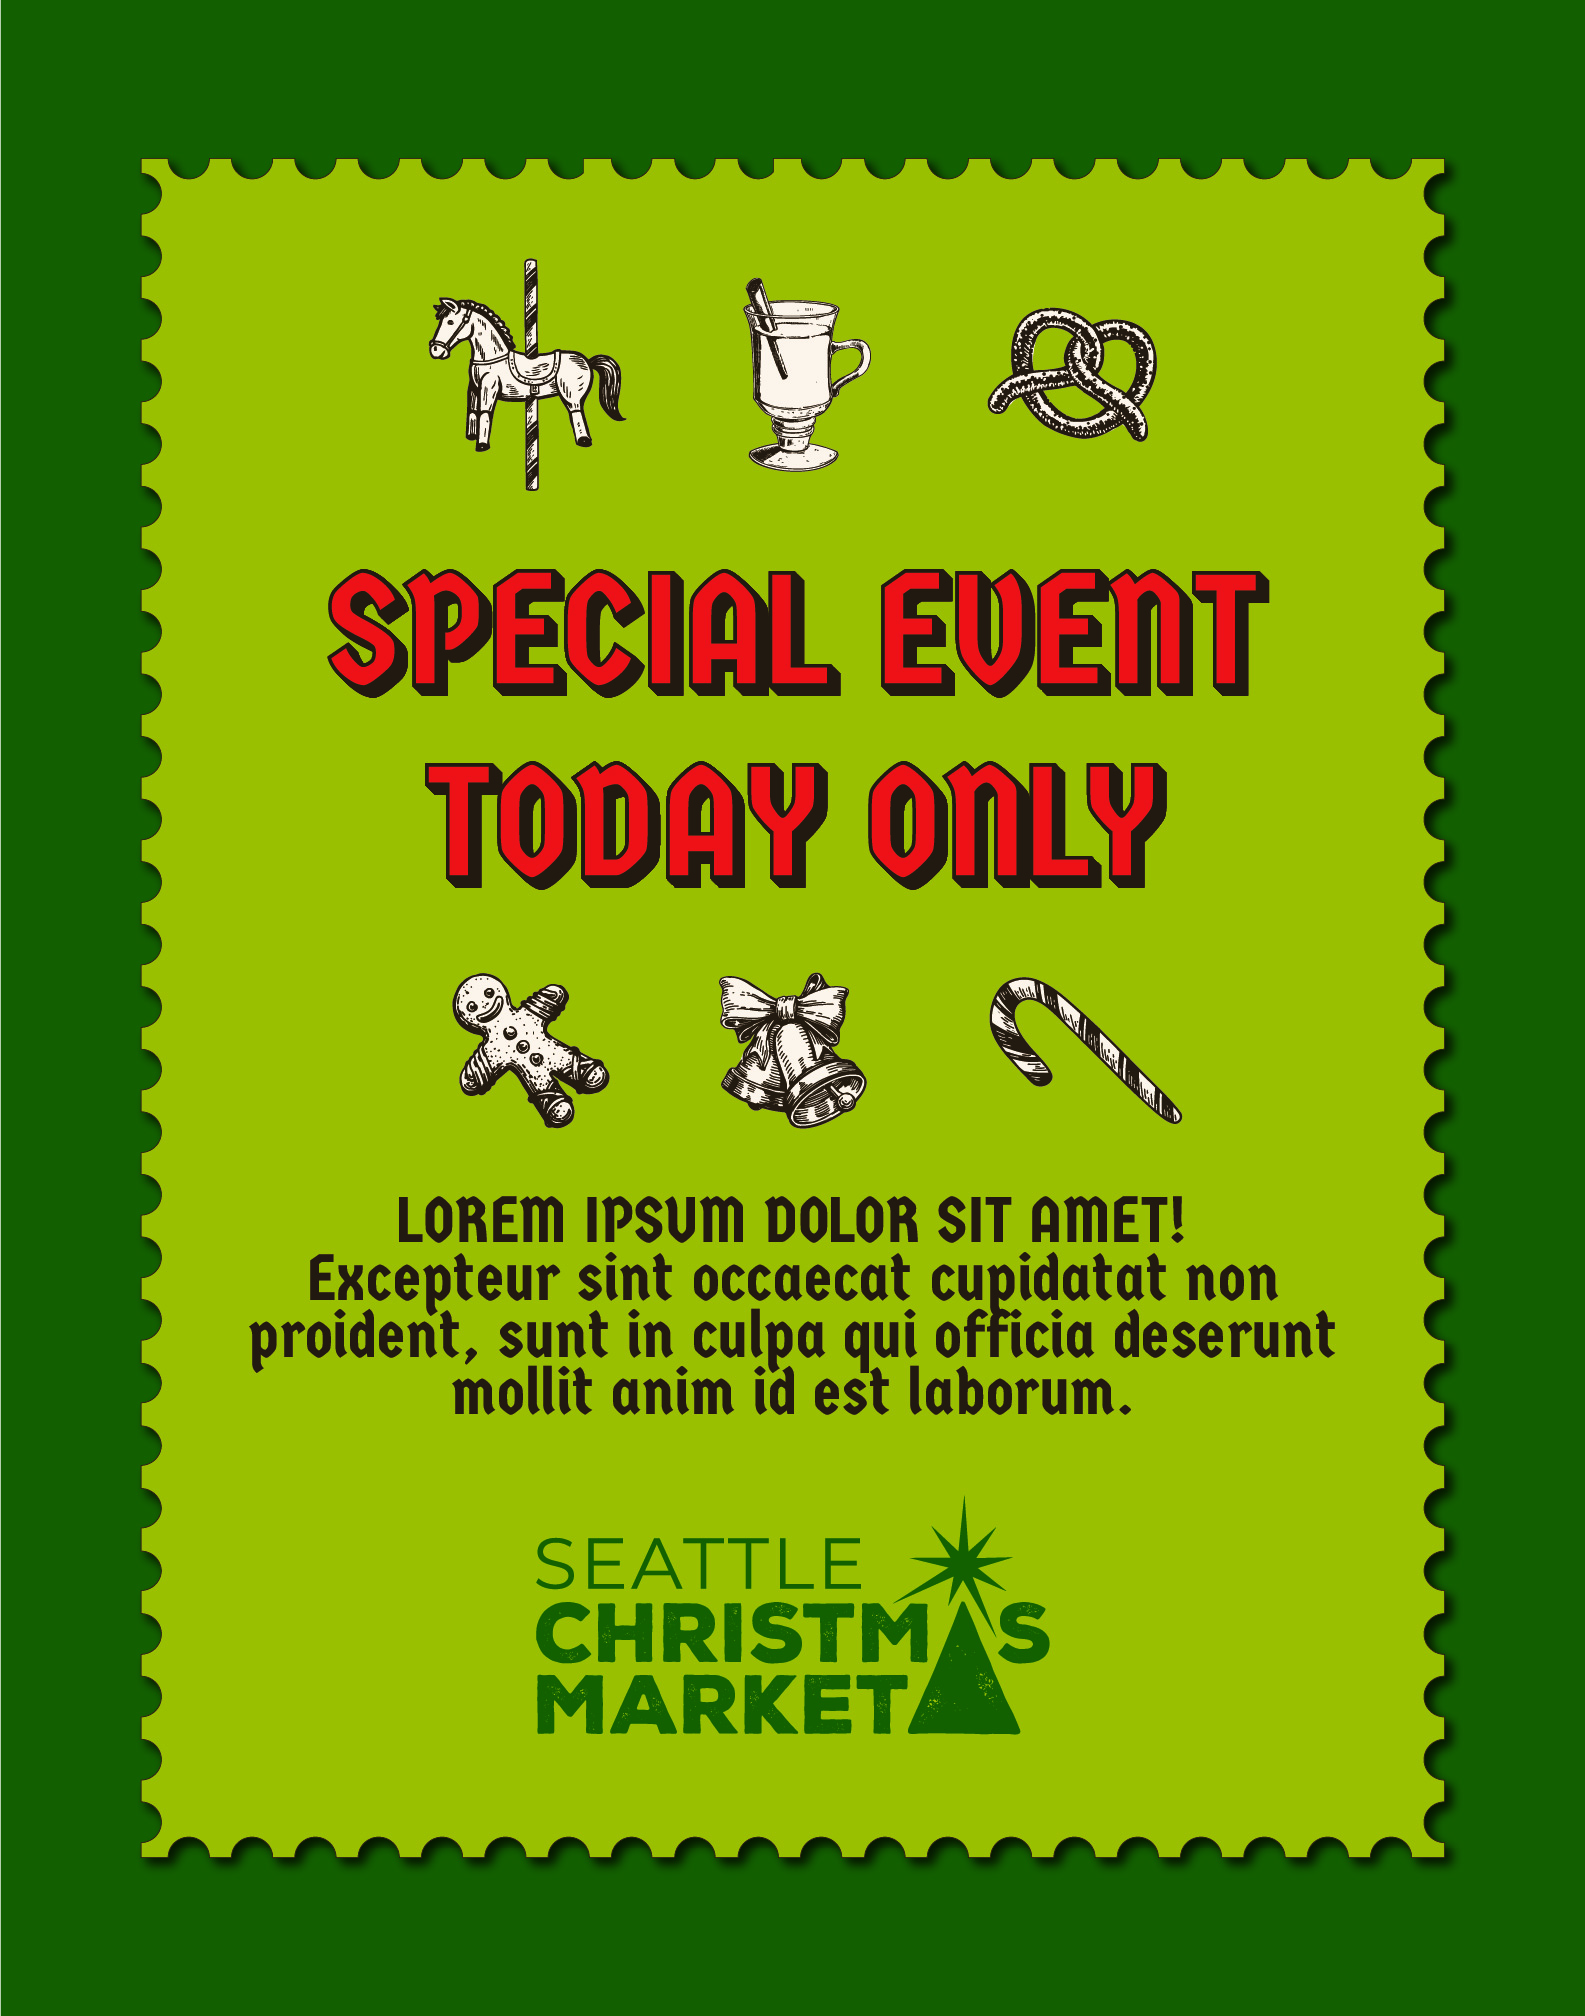 SPECIAL EVENT
TODAY ONLY
LOREM IPSUM DOLOR SIT AMET!
Excepteur sint occaecat cupidatat non
proident, sunt in culpa qui officia deserunt
mollit anim id est laborum.
SEATTLE
CHRISTMAS
MARKET